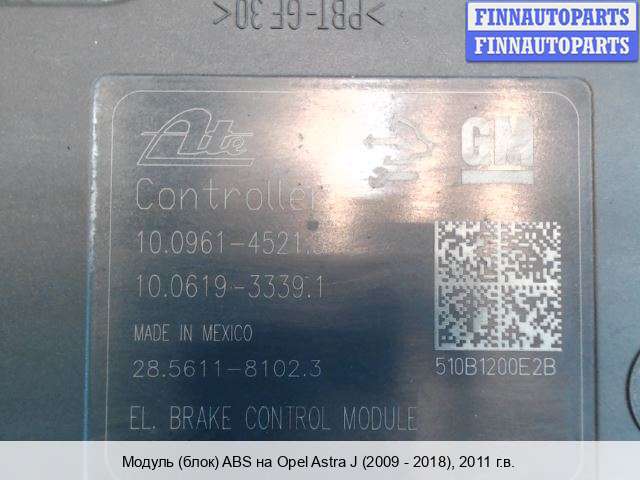 >PBT-GF30<
FINNAUTOPARTS
FINNAUTOPARTS
Ate
GM
Controller
10.0961-4521.
10.0619-3339.1
MADE IN MEXICO
28.5611-8102.3
510B1200E2B
EL. BRAKE CONTROL MODULE
Модуль (блок) ABS на Opel Astra J (2009 - 2018), 2011 г.в.